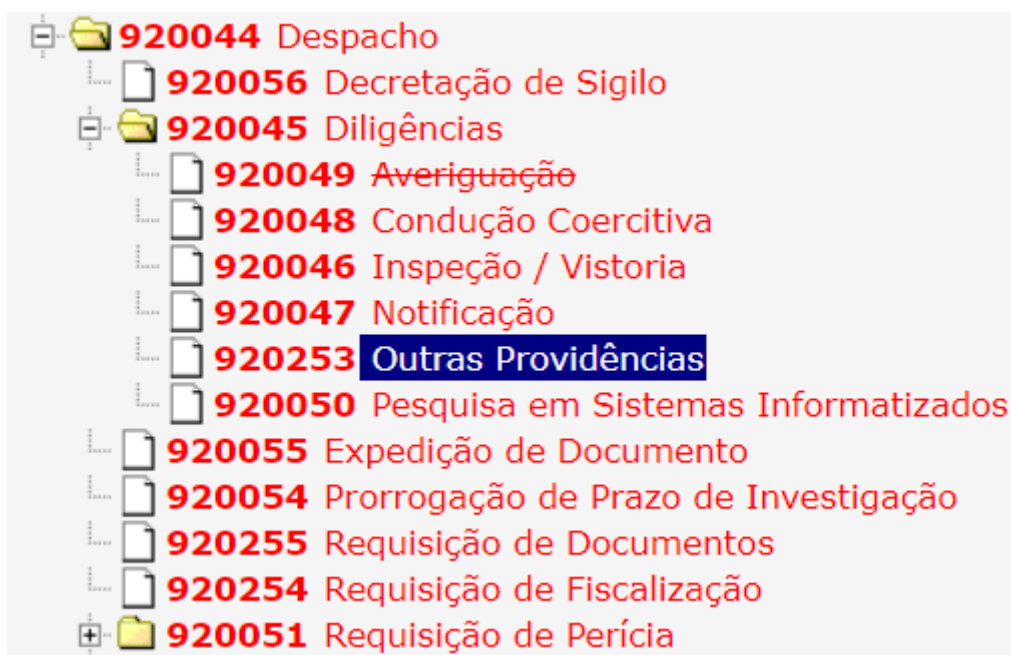 920044 Despacho
920056 Decretação de Sigilo
920045 Diligências
920049 Averiguação
920048 Condução Coercitiva
920046 Inspeção / Vistoria
920047 Notificação
920253 Outras Providências
920050 Pesquisa em Sistemas Informatizados
920055 Expedição de Documento
920054 Prorrogação de Prazo de Investigação
920255 Requisição de Documentos
920254 Requisição de Fiscalização
920051 Requisição de Perícia